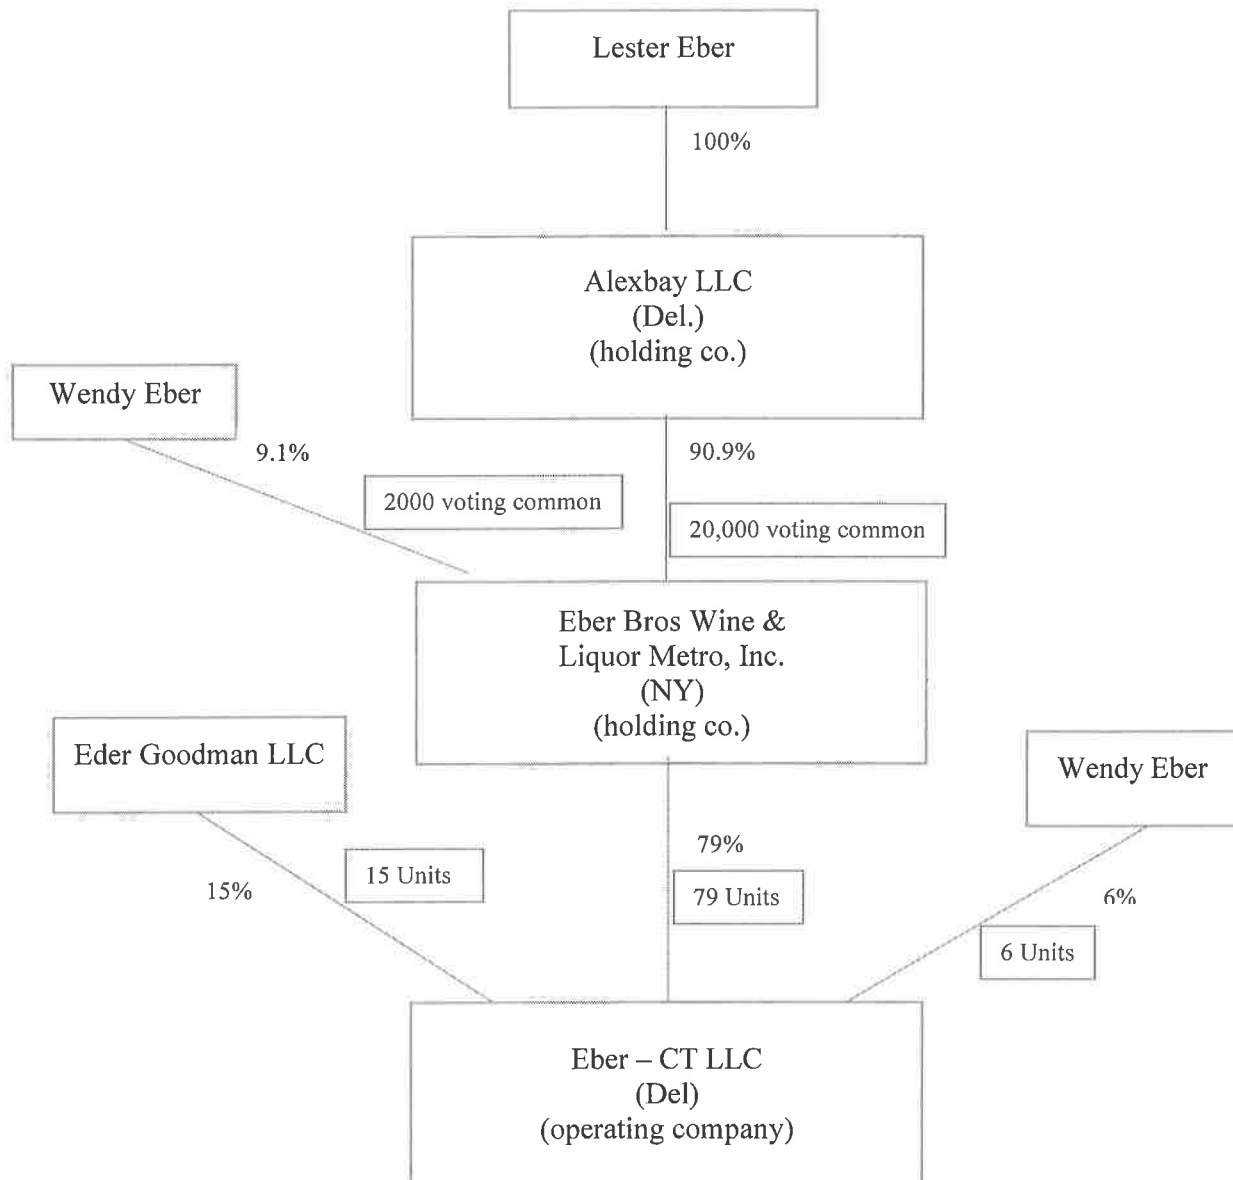 Lester Eber
100%
Alexbay LLC
(Del.)
(holding co.)
Wendy Eber
9.1%
90.9%
2000 voting common
20,000 voting common
Eber Bros Wine &
Liquor Metro, Inc.
(NY)
(holding co.)
Eder Goodman LLC
Wendy Eber
79%
15 Units
15%
79 Units
6%
6 Units
Eber – CT LLC
(Del)
(operating company)